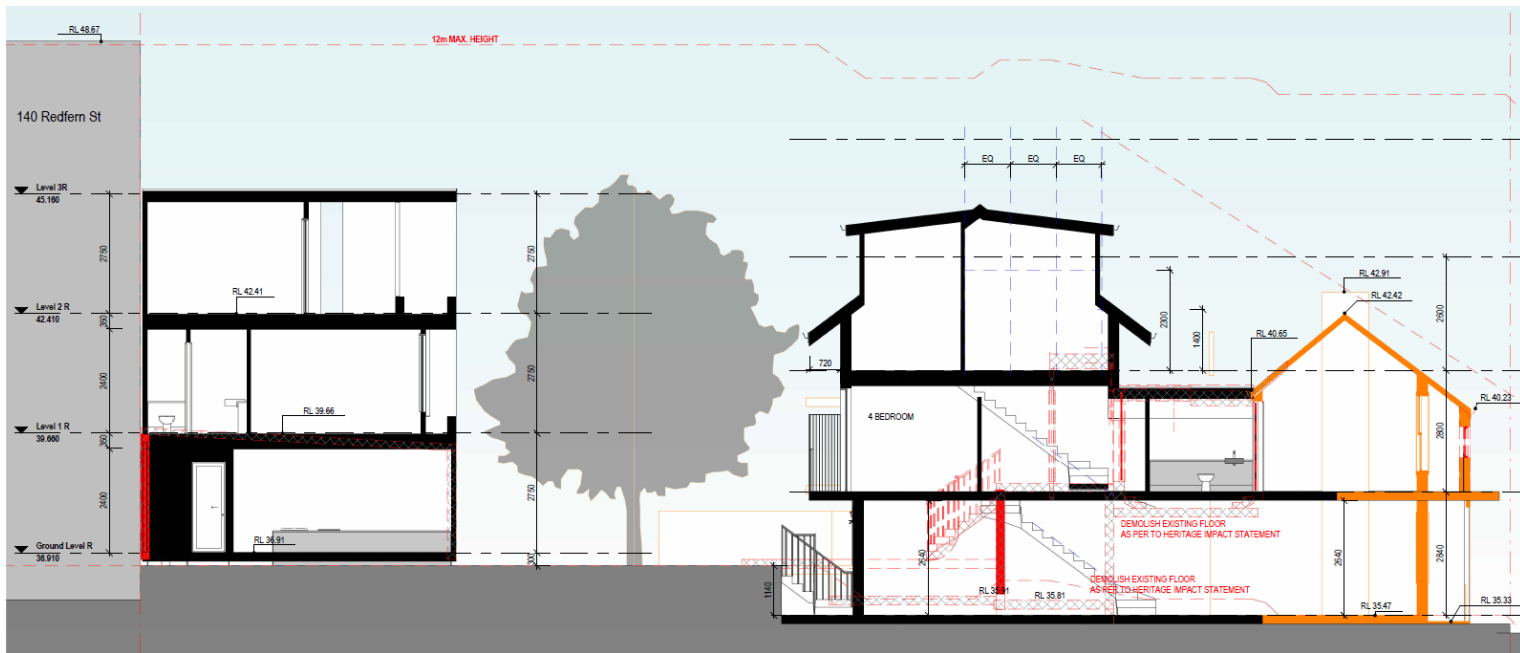 RL 48.67
12m MAX. HEIGHT
140 Redfern St
EQ EQ EQ
Level 3R
45.160
2750
2750
RL 42.41
Level 2 R
42.410
350
2400
2750
RL 39.66
Level 1 R
39.660
350
2400
2750
RL 36.91
Ground Level R
36.910
300
RL 42.91
RL 42.42
2300
1400
2600
RL 40.65
720
RL 40.23
4 BEDROOM
2800
DEMOLISH EXISTING FLOOR
AS PER TO HERITAGE IMPACT STATEMENT
2640
2640
2840
DEMOLISH EXISTING FLOOR
AS PER TO HERITAGE IMPACT STATEMENT
1140
RL 35.91
RL 35.81
RL 35.47
RL 35.33